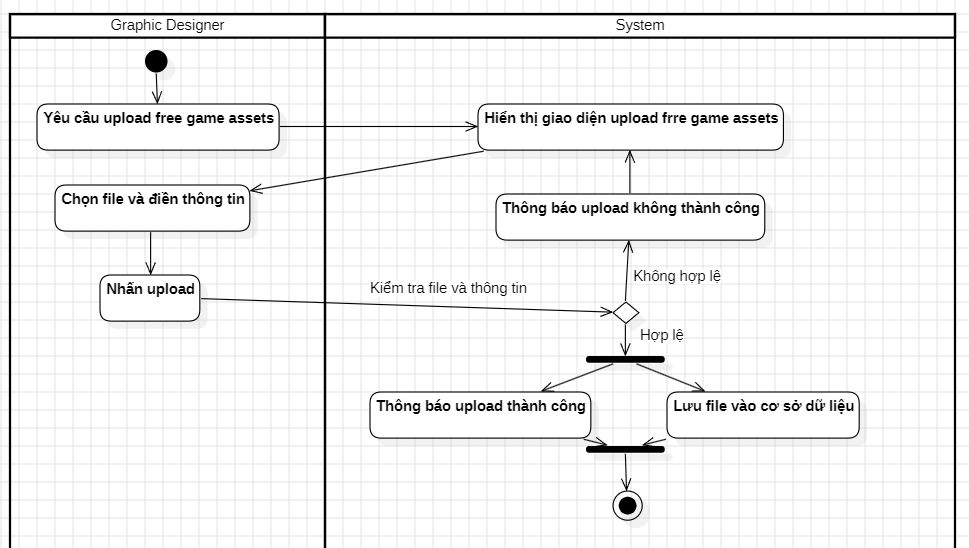 Graphic Designer
System
Yêu cầu upload free game assets
Hiển thị giao diện upload frre game assets
Chọn file và điền thông tin
Thông báo upload không thành công
Nhấn upload
Kiểm tra file và thông tin
Không hợp lệ
Hợp lệ
Thông báo upload thành công
Lưu file vào cơ sở dữ liệu